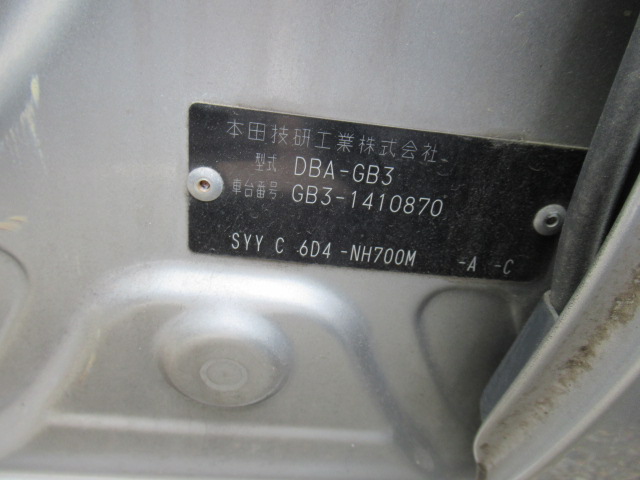 本田技研工業株式会社
型式 DBA-GB3
車台番号 GB3-1410870
SYY C 6D4 -NH700M -A -C